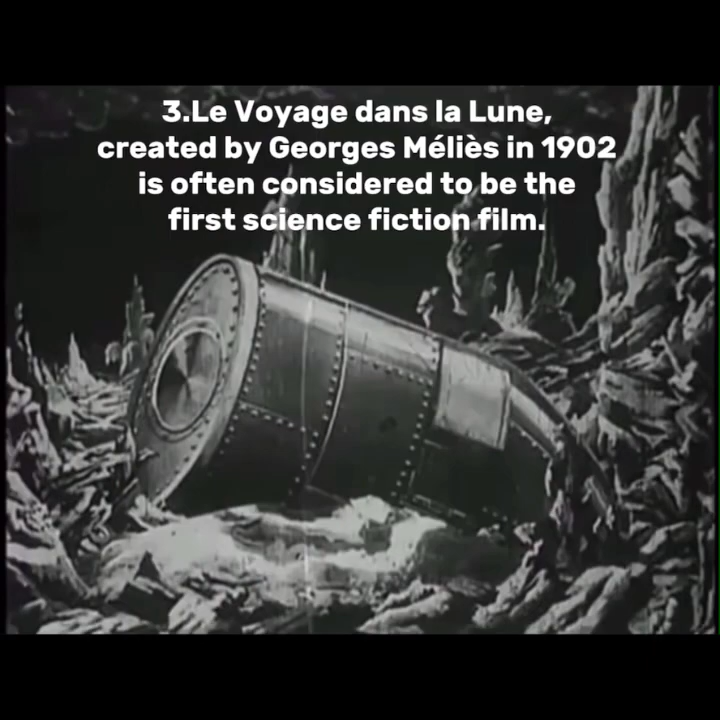 3.Le Voyage dans la Lune,
created by Georges Méliès in 1902
is often considered to be the
first science fiction film.